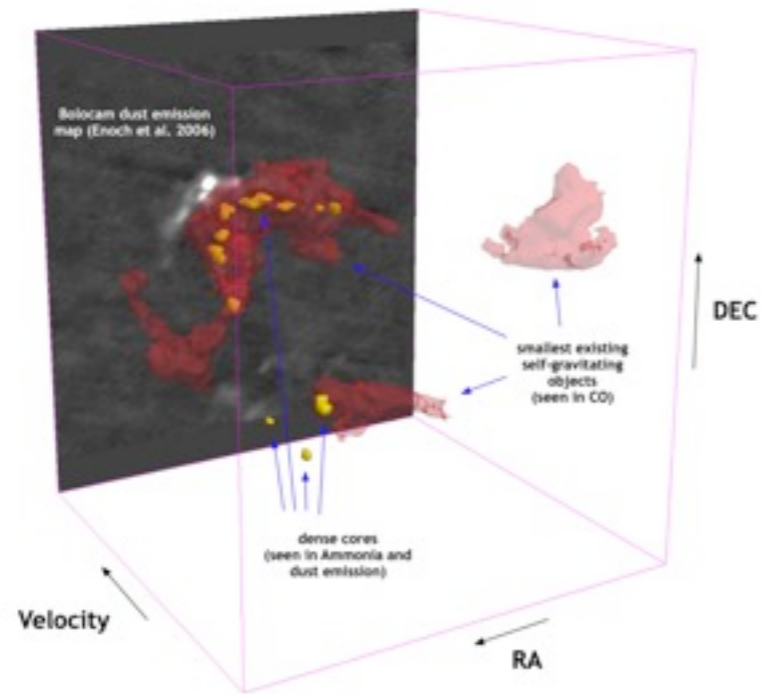 Bolocam dust emission
map (Enoch et al. 2006)
DEC
smallest existing
self-gravitating
objects
(seen in CO)
dense cores
(seen in Ammonia and
dust emission)
Velocity
RA